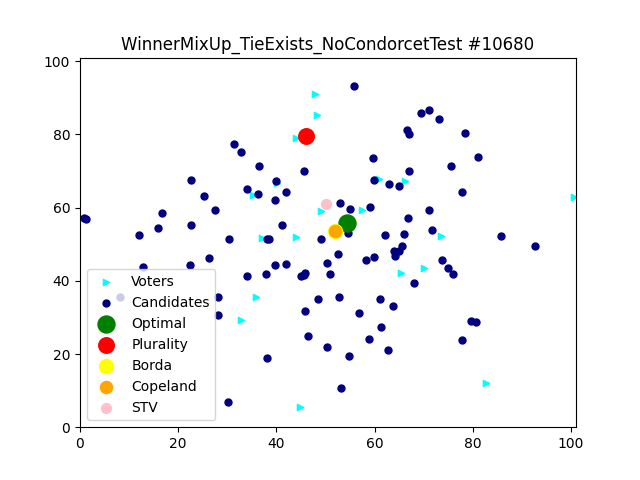 WinnerMixUp_TieExists_NoCondorcetTest #10680
100
80
60
40
20
0
Voters
Candidates
Optimal
Plurality
Borda
Copeland
STV
0 20 40 60 80 100